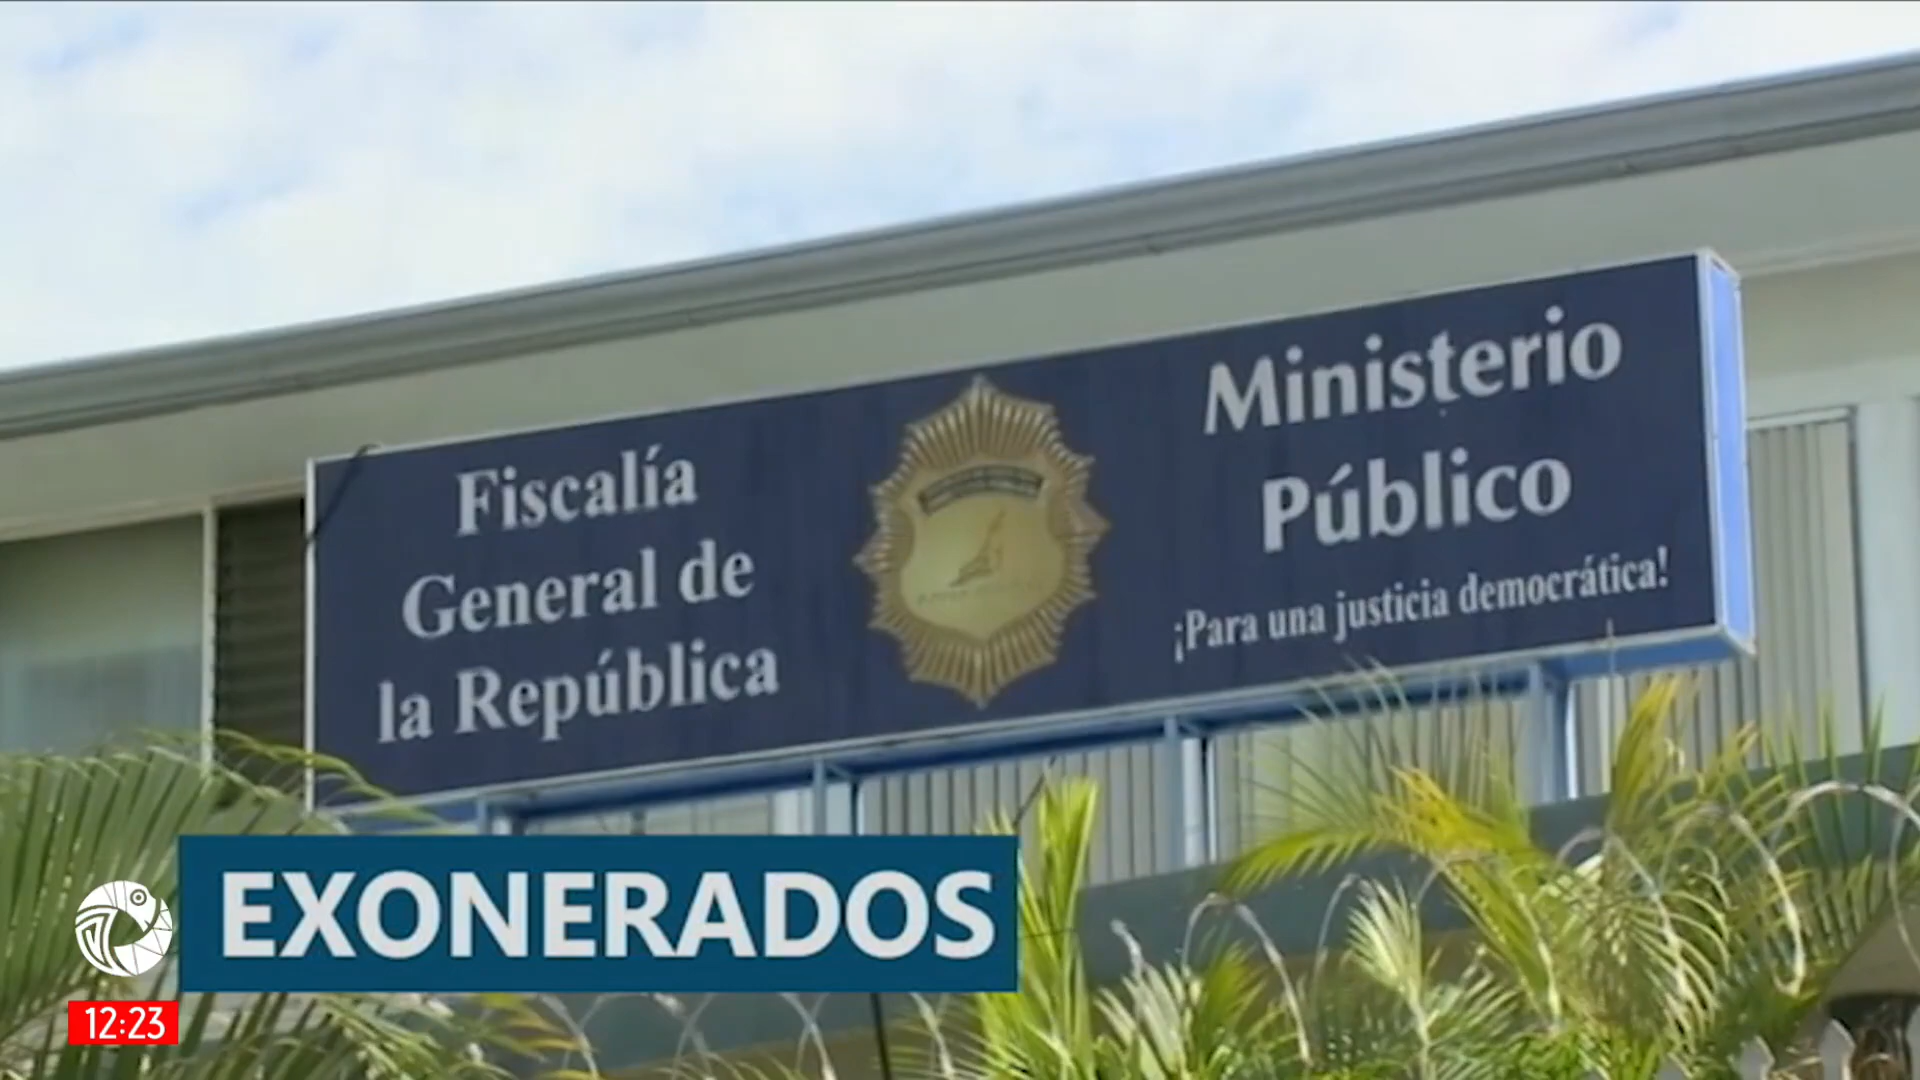 Fiscalía
General de
la República
Ministerio
Público
¡Para una justicia democrática!
EXONERADOS
12:23